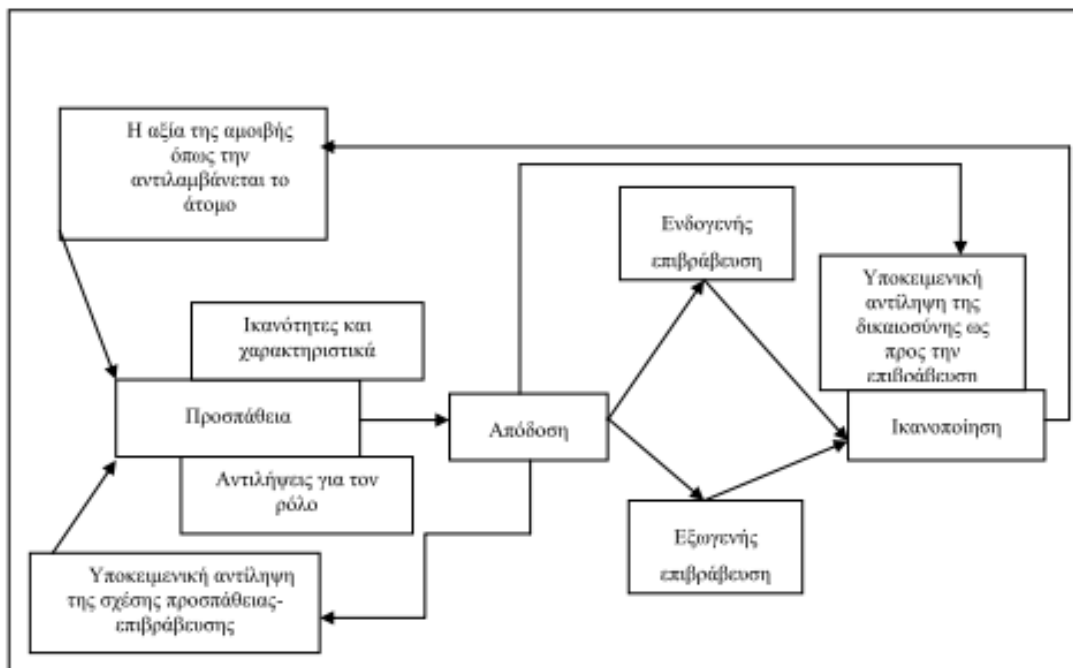 Η αξία της αμοιβής
όπως την
αντιλαμβάνεται το
άτομο
Ενδογενής
επιβράβευση
Υποκειμενική
αντίληψη της
δικαιοσύνης ως
προς την
επιβράβευση
Ικανότητες και
χαρακτηριστικά
Προσπάθεια
Απόδοση
Ικανοποίηση
Αντιλήψεις για τον
ρόλο
Εξωγενής
επιβράβευση
Υποκειμενική αντίληψη
της σχέσης προσπάθειας-
επιβράβευσης